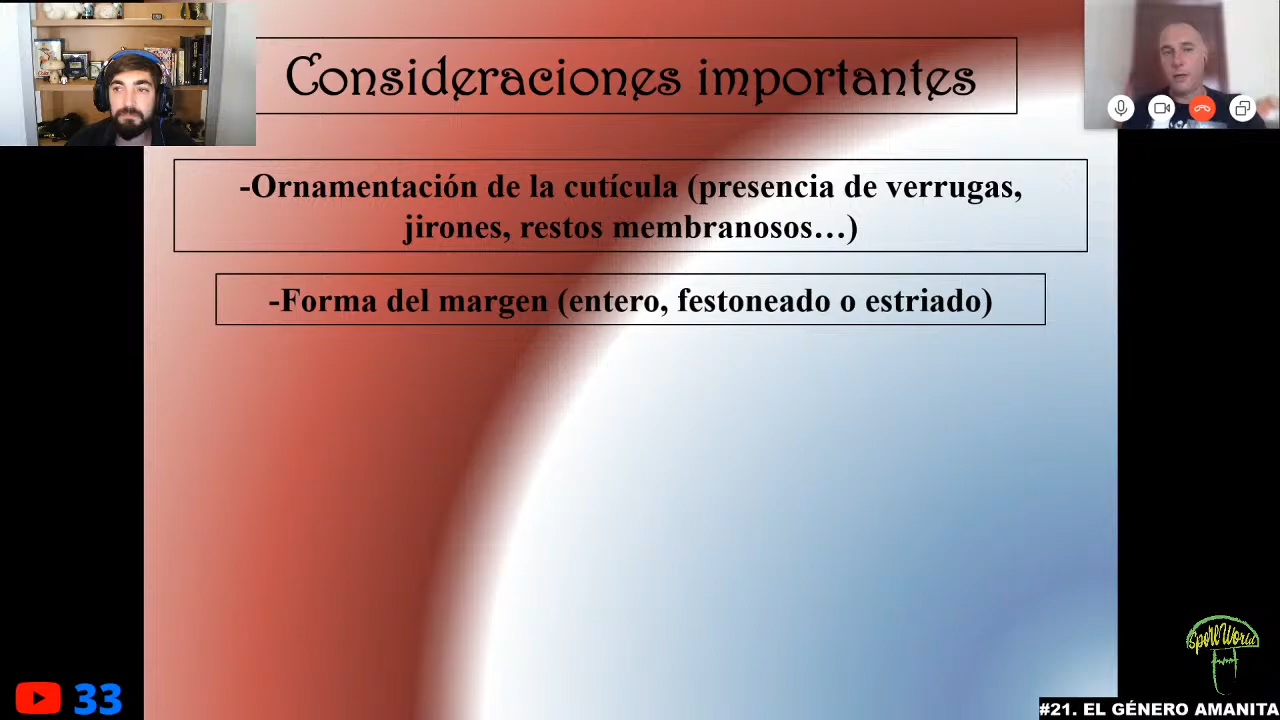 Consideraciones importantes
-Ornamentación de la cutícula (presencia de verrugas,
jirones, restos membranosos…)
-Forma del margen (entero, festoneado o estriado)
SporeWorld
33
#21. EL GÉNERO AMANITA